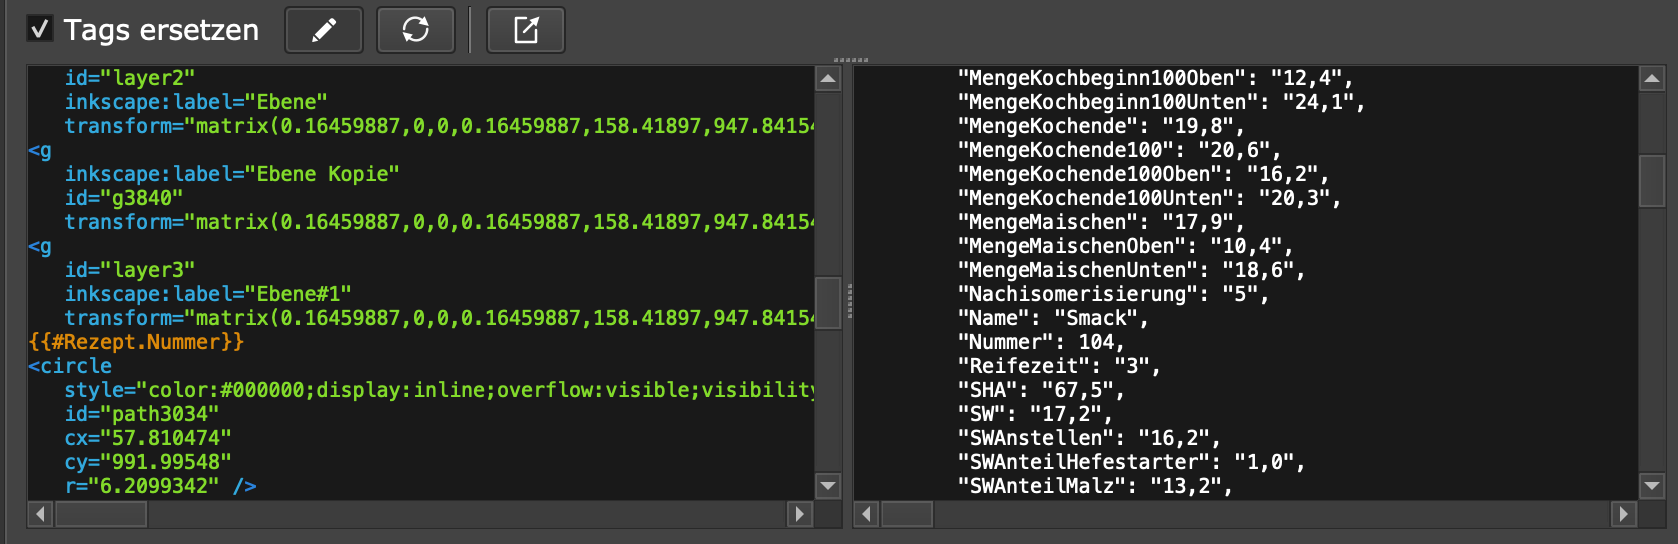 Tags ersetzen
id="layer2"
inkscape:label="Ebene"
transform="matrix(0.16459887,0,0,0.16459887,158.41897,947.84154
<g
inkscape:label="Ebene Kopie"
id="g3840"
transform="matrix(0.16459887,0,0,0.16459887,158.41897,947.84154
<g
id="layer3"
inkscape:label="Ebene#1"
transform="matrix(0.16459887,0,0,0.16459887,158.41897,947.84154
{{#Rezept.Nummer}}
<circle
style="color:#000000;display:inline;overflow:visible;visibility
id="path3034"
cx="57.810474"
cy="991.99548"
r="6.2099342" />
"MengeKochbeginn100Oben": "12,4",
"MengeKochbeginn100Unten": "24,1",
"MengeKochende": "19,8",
"MengeKochende100": "20,6",
"MengeKochende100Oben": "16,2",
"MengeKochende100Unten": "20,3",
"MengeMaischen": "17,9",
"MengeMaischenOben": "10,4",
"MengeMaischenUnten": "18,6",
"Nachisomerisierung": "5",
"Name": "Smack",
"Nummer": 104,
"Reifezeit": "3",
"SHA": "67,5",
"SW": "17,2",
"SWAnstellen": "16,2",
"SWAnteilHefestarter": "1,0",
"SWAnteilMalz": "13,2",